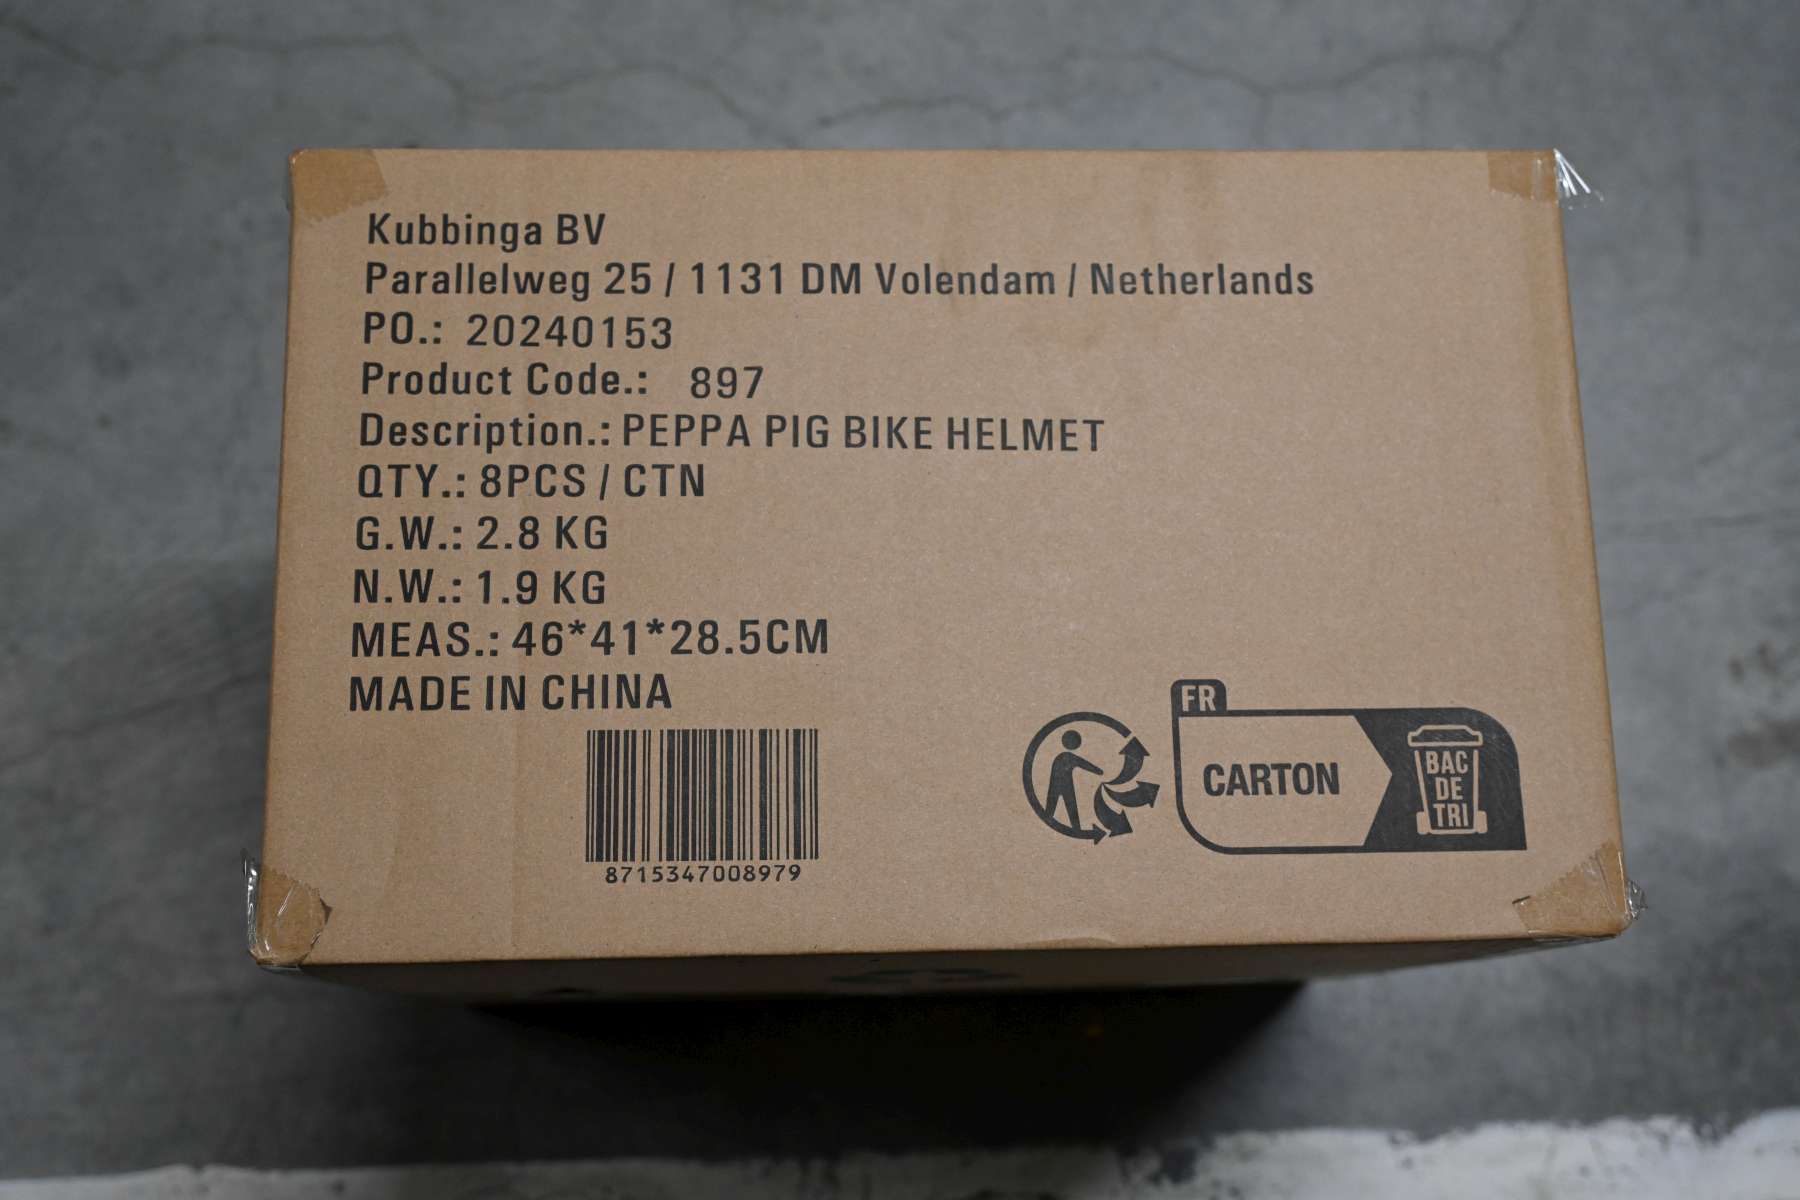 Kubbinga BV
Parallelweg 25 / 1131 DM Volendam / Netherlands
PO.: 20240153
Product Code.: 897
Description.: PEPPA PIG BIKE HELMET
QTY.: 8PCS / CTN
G.W.: 2.8 KG
N.W.: 1.9 KG
MEAS.: 46*41*28.5CM
MADE IN CHINA
8715347008979
FR
CARTON
BAC
DE
TRI